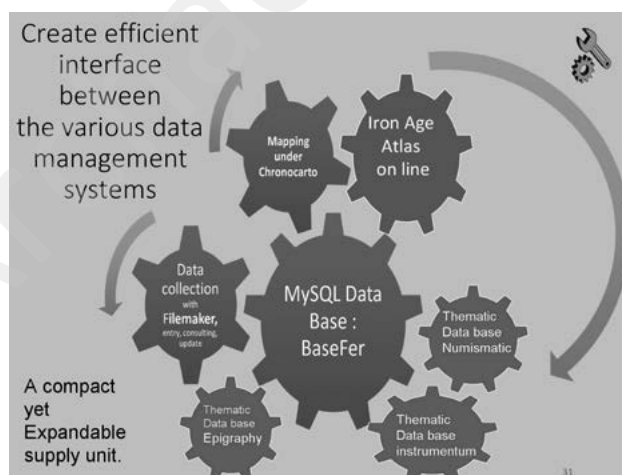 Create efficient
interface
between
the various data
management
systems
Mapping
under
Chronocarto
Iron Age
Atlas
on line
Data
collection
with
Filemaker,
entry, consulting,
update
MySQL Data
Base :
BaseFer
Thematic
Data base
Numismatic
Thematic
Data base
Epigraphy
Thematic
Data base
instrumentum
A compact
yet
Expandable
supply unit.
31